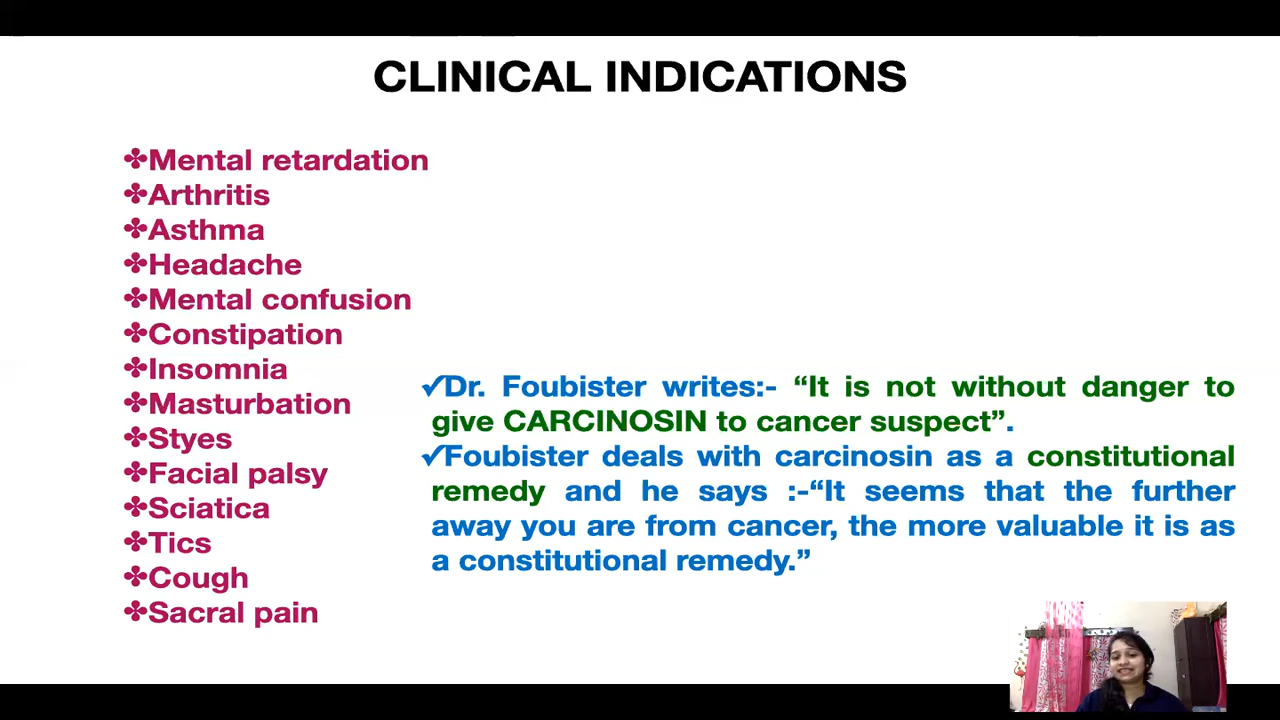 CLINICAL INDICATIONS
✤Mental retardation
✤Arthritis
✤Asthma
✤Headache
✤Mental confusion
✤Constipation
✤Insomnia
✤Masturbation
✤Styes
✤Facial palsy
✤Sciatica
✤Tics
✤Cough
✤Sacral pain
✓Dr. Foubister writes:- “It is not without danger to
give CARCINOSIN to cancer suspect”.
✓Foubister deals with carcinosin as a constitutional
remedy and he says :-“It seems that the further
away you are from cancer, the more valuable it is as
a constitutional remedy.”